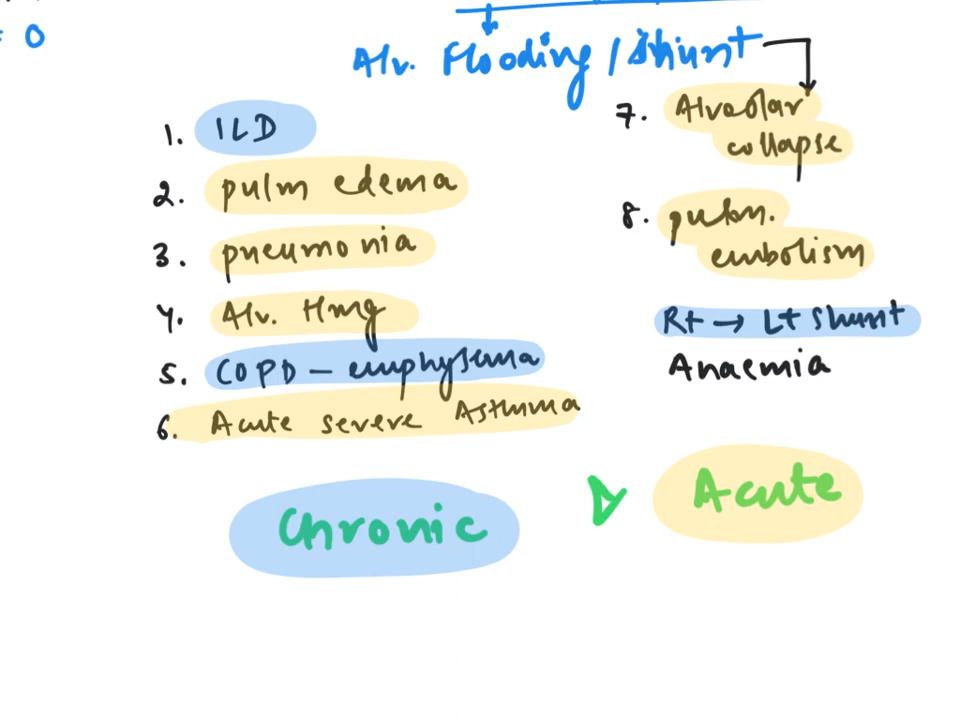 = 0
Alv. Flooding / Shunt
1. ILD
2. pulm edema
3. pneumonia
4. Alv. Hmg
5. COPD – emphysema
6. Acute severe Asthma
7. Alveolar
collapse
8. pulm.
embolism
Rt → Lt shunt
Anaemia
Chronic
Acute